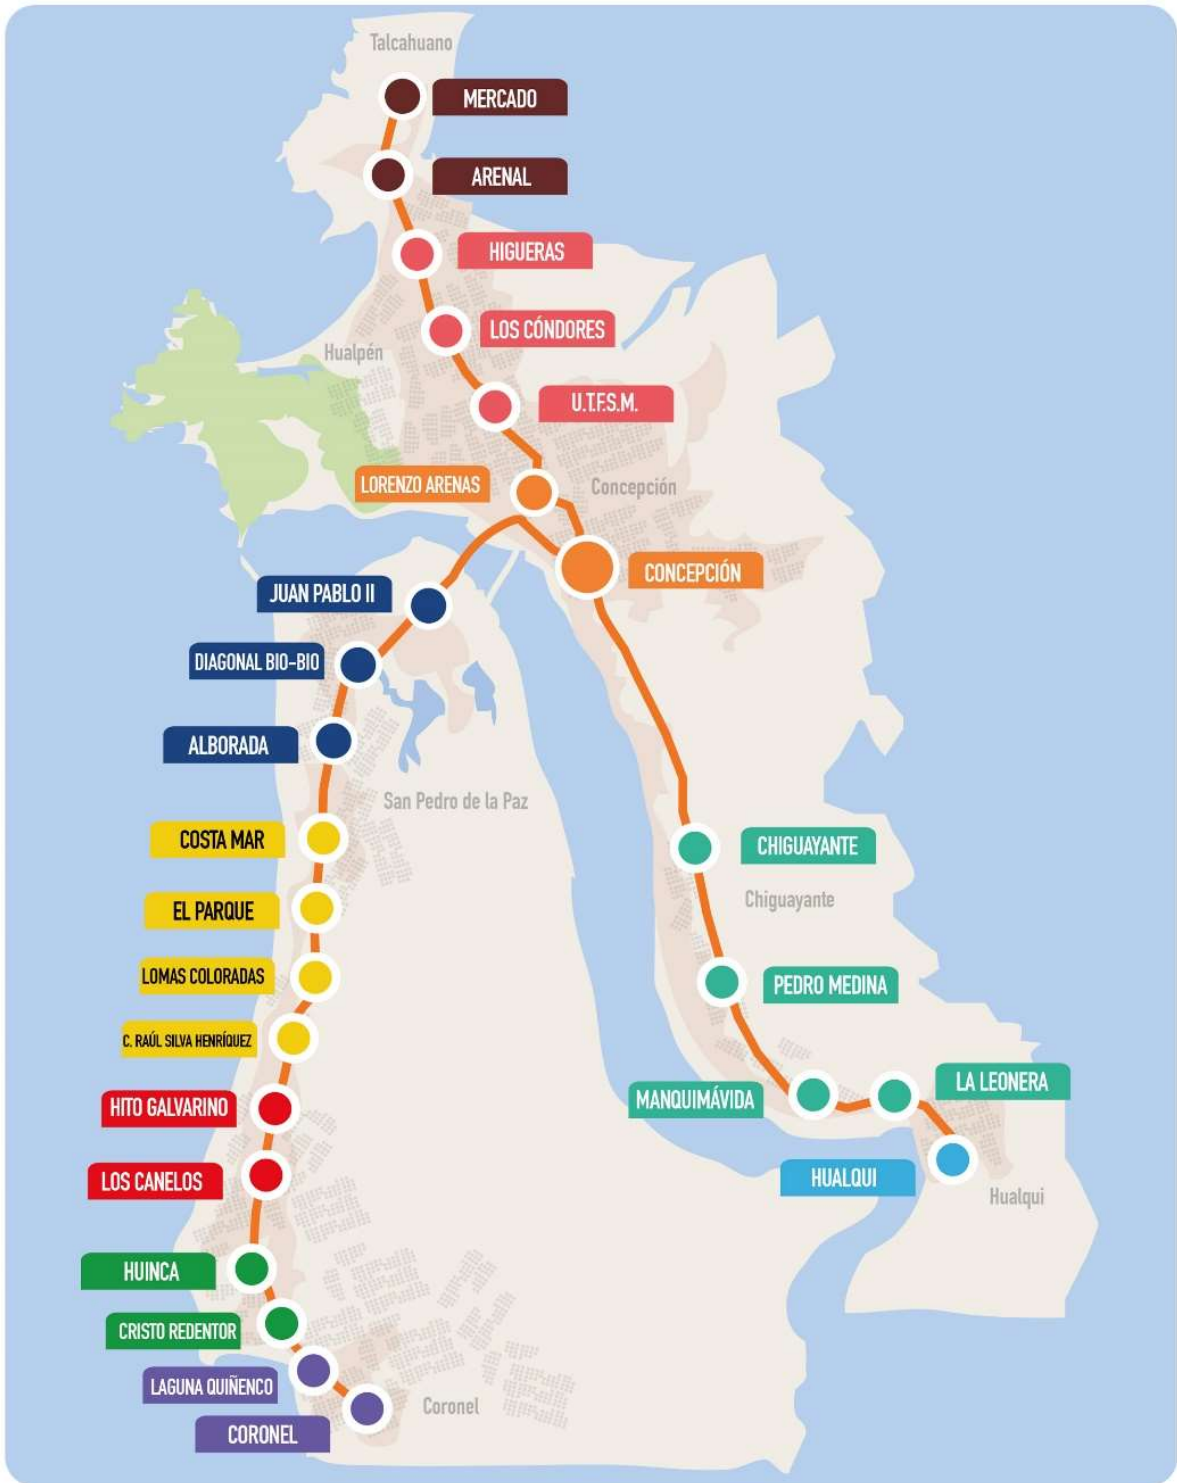 Talcahuano
MERCADO
ARENAL
HIGUERAS
LOS CÓNDORES
Hualpén
U.T.F.S.M.
LORENZO ARENAS
Concepción
CONCEPCIÓN
JUAN PABLO II
DIAGONAL BIO-BIO
ALBORADA
San Pedro de la Paz
COSTA MAR
CHIGUAYANTE
Chiguayante
EL PARQUE
LOMAS COLORADAS
PEDRO MEDINA
C. RAÚL SILVA HENRÍQUEZ
LA LEONERA
MANQUIMÁVIDA
HITO GALVARINO
LOS CANELOS
HUALQUI
Hualqui
HUINCA
CRISTO REDENTOR
LAGUNA QUIÑENCO
Coronel
CORONEL